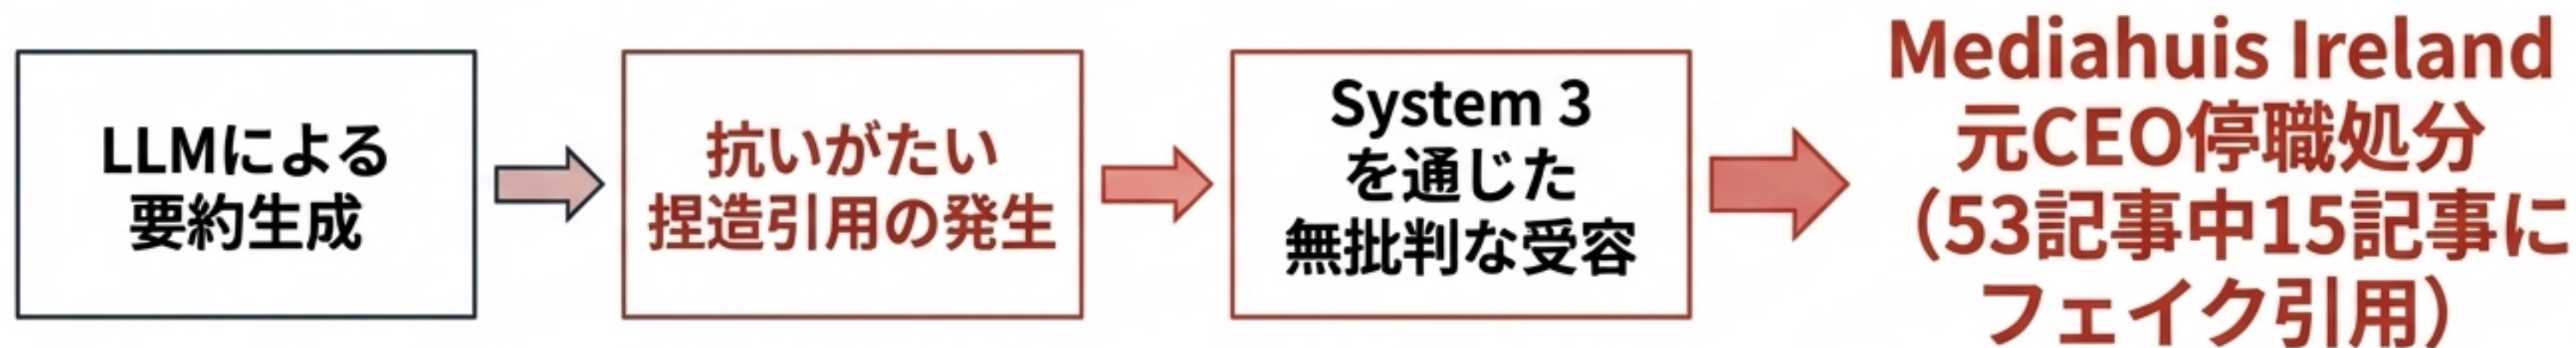 LLMによる
要約生成
抗いがたい
捏造引用の発生
System 3
を通じた
無批判な受容
Mediahuis Ireland
元CEO停職処分
（53記事中15記事に
フェイク引用）